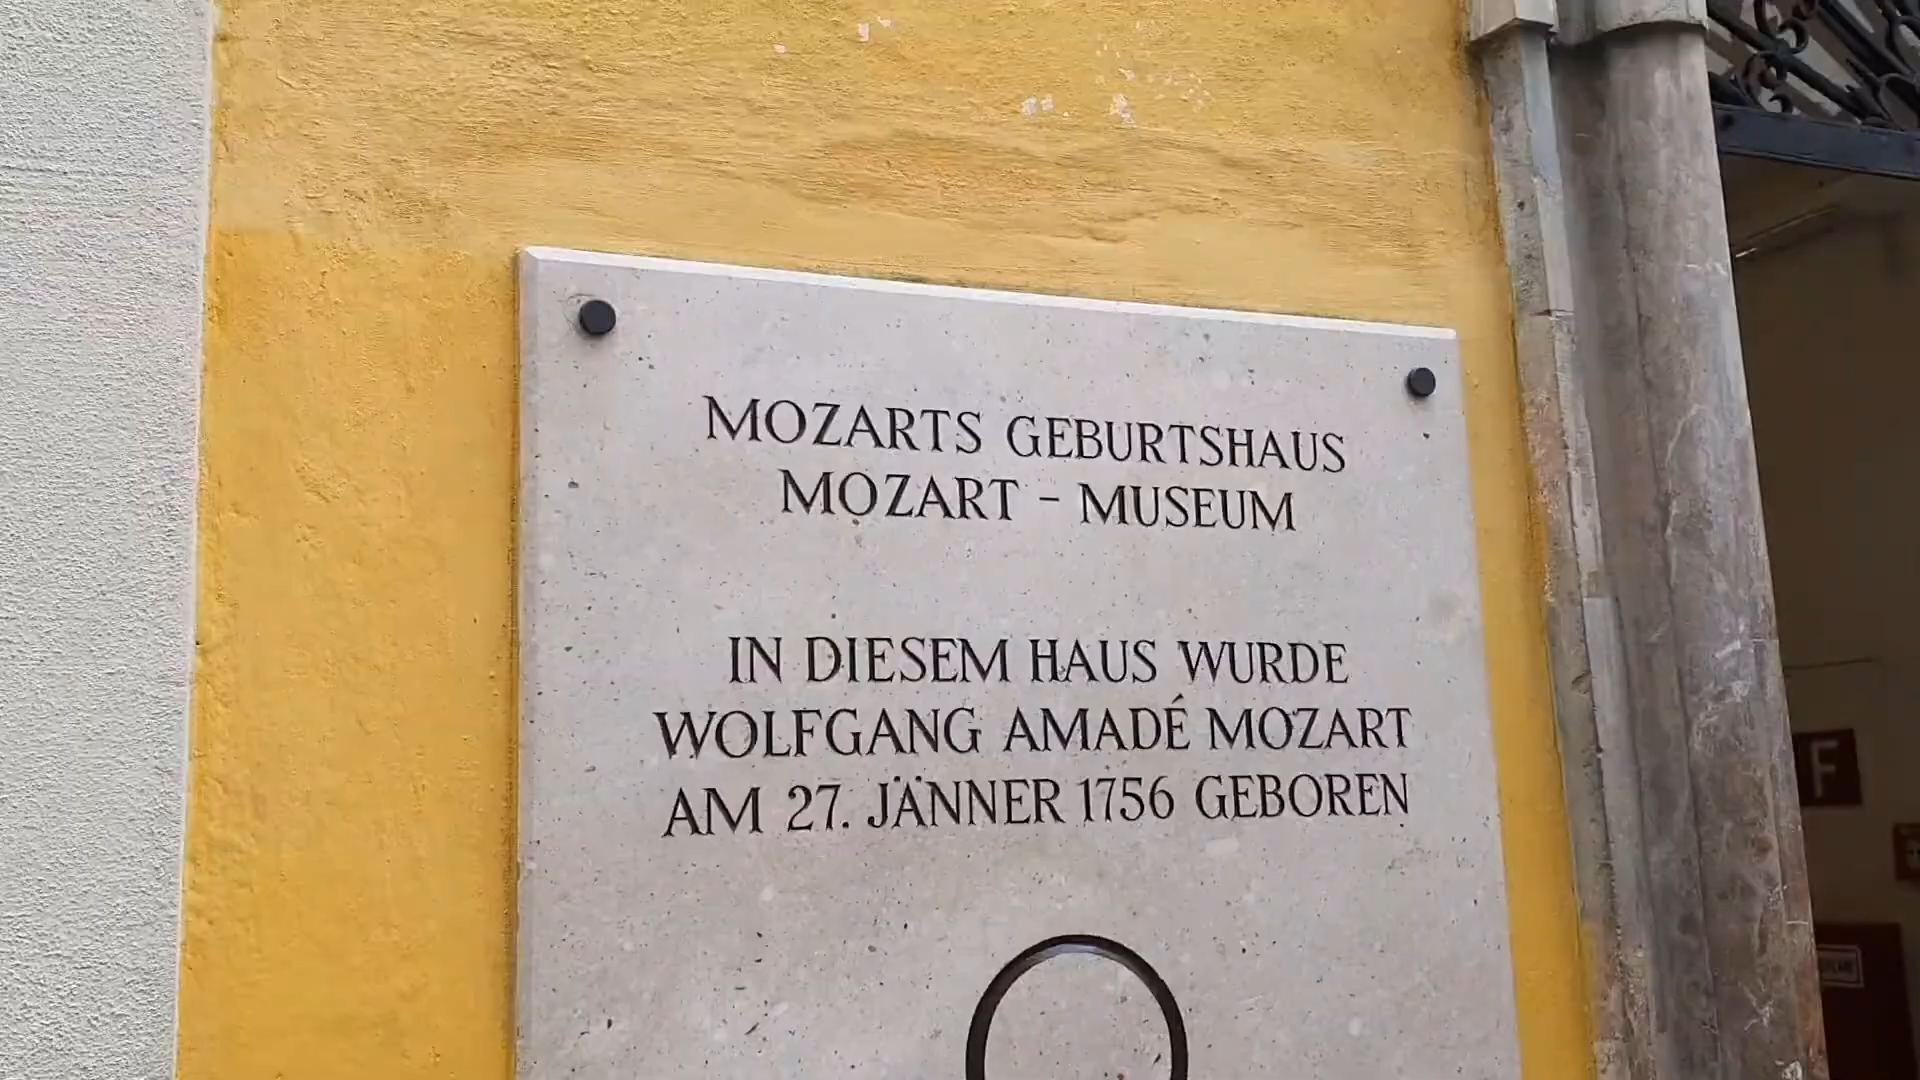 MOZARTS GEBURTSHAUS
MOZART - MUSEUM
IN DIESEM HAUS WURDE
WOLFGANG AMADÉ MOZART
AM 27. JÄNNER 1756 GEBOREN
F